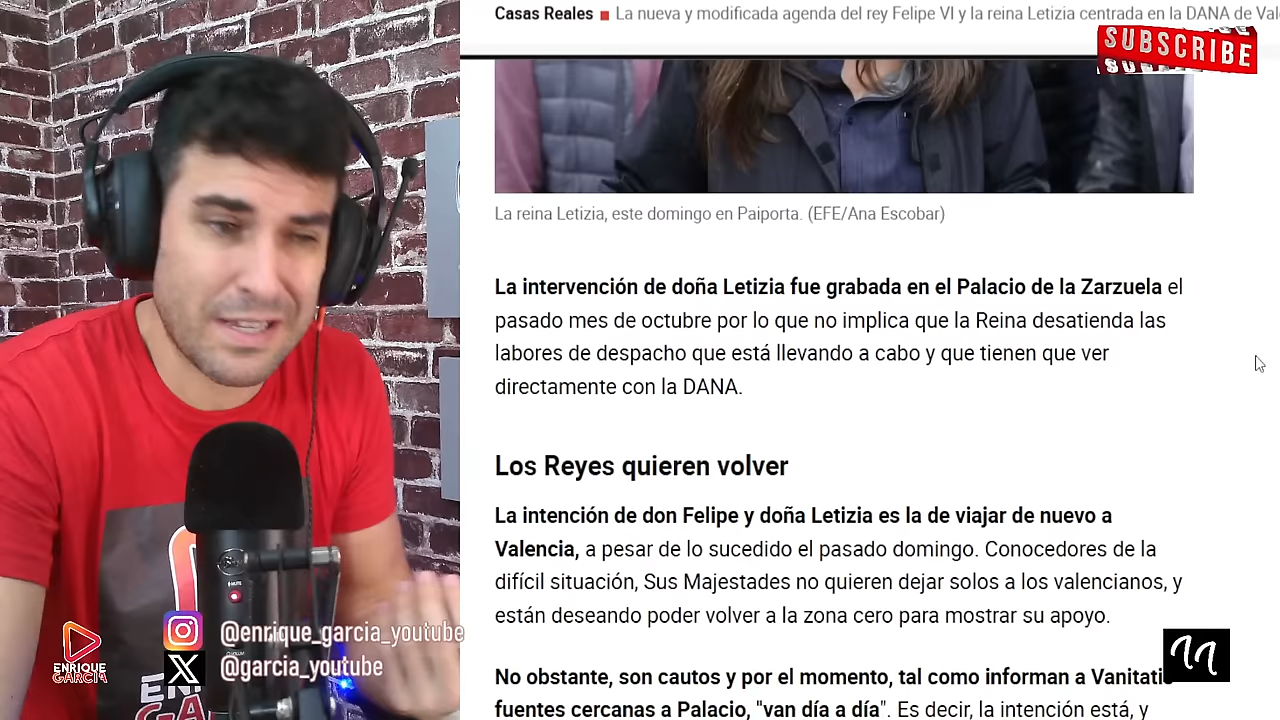 Casas Reales La nueva y modificada agenda del rey Felipe VI y la reina Letizia centrada en la DANA de Val
SUBSCRIBE
La reina Letizia, este domingo en Paiporta. (EFE/Ana Escobar)
La intervención de doña Letizia fue grabada en el Palacio de la Zarzuela el
pasado mes de octubre por lo que no implica que la Reina desatienda las
labores de despacho que está llevando a cabo y que tienen que ver
directamente con la DANA.
Los Reyes quieren volver
La intención de don Felipe y doña Letizia es la de viajar de nuevo a
Valencia, a pesar de lo sucedido el pasado domingo. Conocedores de la
difícil situación, Sus Majestades no quieren dejar solos a los valencianos, y
están deseando poder volver a la zona cero para mostrar su apoyo.
No obstante, son cautos y por el momento, tal como informan a Vanitatis
fuentes cercanas a Palacio, "van día a día". Es decir, la intención está, y
@enrique_garcia_youtube
@garcia_youtube
ENRIQUE
GARCIA
MUTE